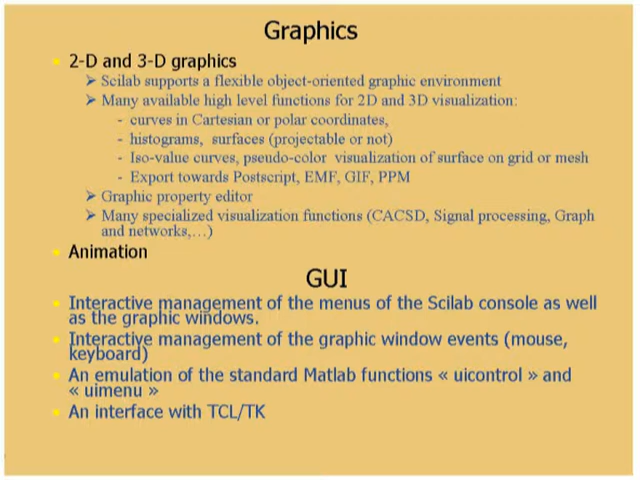 Graphics
2-D and 3-D graphics
➢ Scilab supports a flexible object-oriented graphic environment
➢ Many available high level functions for 2D and 3D visualization:
- curves in Cartesian or polar coordinates,
- histograms, surfaces (projectable or not)
- Iso-value curves, pseudo-color visualization of surface on grid or mesh
- Export towards Postscript, EMF, GIF, PPM
➢ Graphic property editor
➢ Many specialized visualization functions (CACSD, Signal processing, Graph
and networks,…)
Animation
GUI
Interactive management of the menus of the Scilab console as well
as the graphic windows.
Interactive management of the graphic window events (mouse,
keyboard)
An emulation of the standard Matlab functions « uicontrol » and
« uimenu »
An interface with TCL/TK